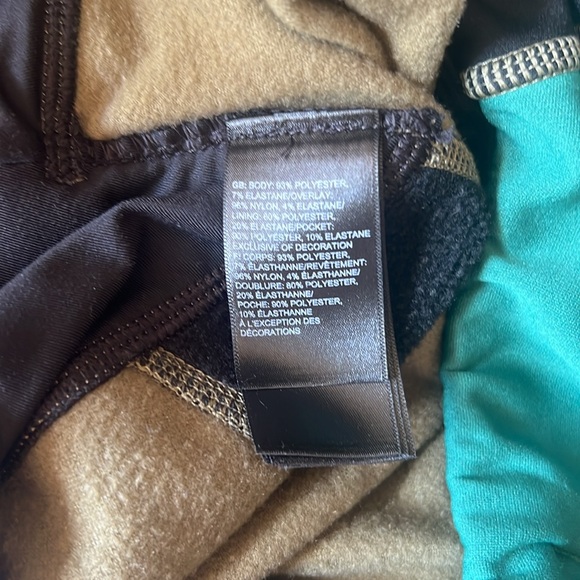 GB: BODY: 93% POLYESTER,
7% ELASTANE/OVERLAY:
96% NYLON, 4% ELASTANE/
LINING: 80% POLYESTER,
20% ELASTANE/POCKET:
90% POLYESTER, 10% ELASTANE
EXCLUSIVE OF DECORATION
F: CORPS: 93% POLYESTER,
7% ÉLASTHANNE/REVÊTEMENT:
96% NYLON, 4% ÉLASTHANNE/
DOUBLURE: 80% POLYESTER,
20% ÉLASTHANNE/
POCHE: 90% POLYESTER,
10% ÉLASTHANNE
À L'EXCEPTION DES
DÉCORATIONS